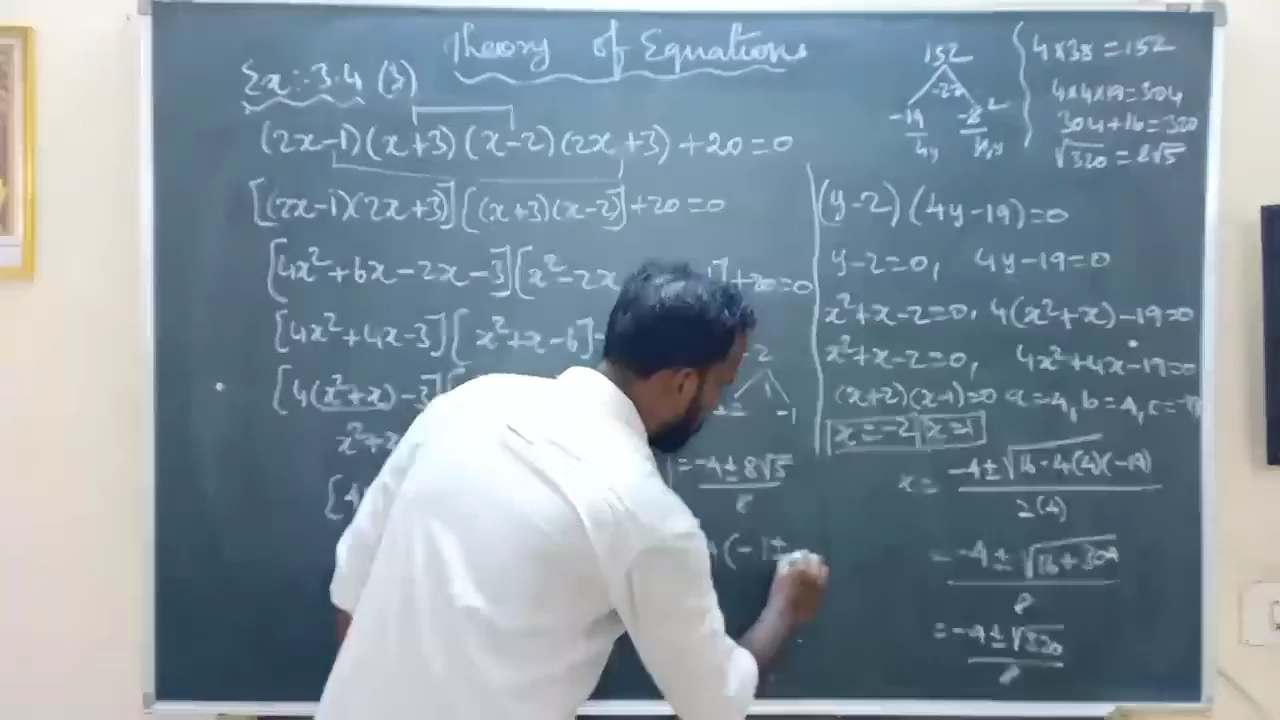 Theory of Equations
Ex:-3.4 (3)
(2x-1)(x+3)(x-2)(2x+3)+20=0
[(2x-1)(2x+3)][(x+3)(x-2)]+20=0
[4x²+6x-2x-3][x²-2x +20=0
[4x²+4x-3][x²+x-6]
[4(x²+x)-3]
x²+x
-2
-1
=-4±8√5
8
(-1±
152
-27
-19 -8
4y 4y
4×38=152
4×4×19=304
304+16=320
√320=8√5
(y-2)(4y-19)=0
y-2=0, 4y-19=0
x²+x-2=0, 4(x²+x)-19=0
x²+x-2=0, 4x²+4x-19=0
(x+2)(x-1)=0 a=4, b=4, c=-19
x=-2 x=1
x= -4±√16-4(4)(-19)
2(4)
= -4±√16+304
8
= -4±√320
8